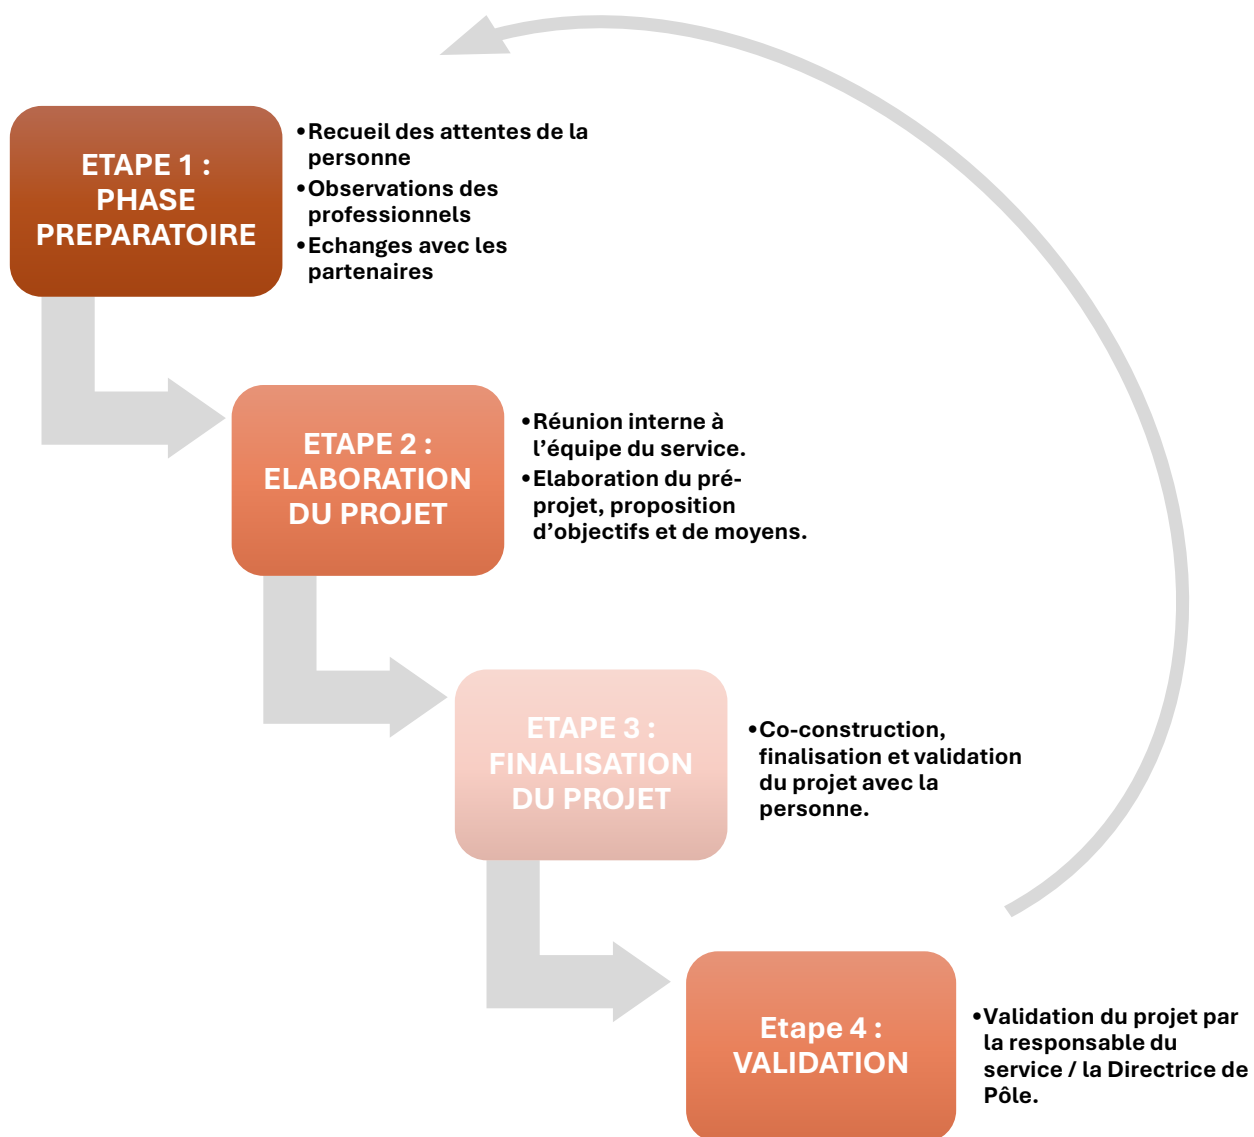 ETAPE 1 :
PHASE
PREPARATOIRE
•Recueil des attentes de la
personne
•Observations des
professionnels
•Echanges avec les
partenaires
ETAPE 2 :
ELABORATION
DU PROJET
•Réunion interne à
l’équipe du service.
•Elaboration du pré-
projet, proposition
d’objectifs et de moyens.
ETAPE 3 :
FINALISATION
DU PROJET
•Co-construction,
finalisation et validation
du projet avec la
personne.
Etape 4 :
VALIDATION
•Validation du projet par
la responsable du
service / la Directrice de
Pôle.